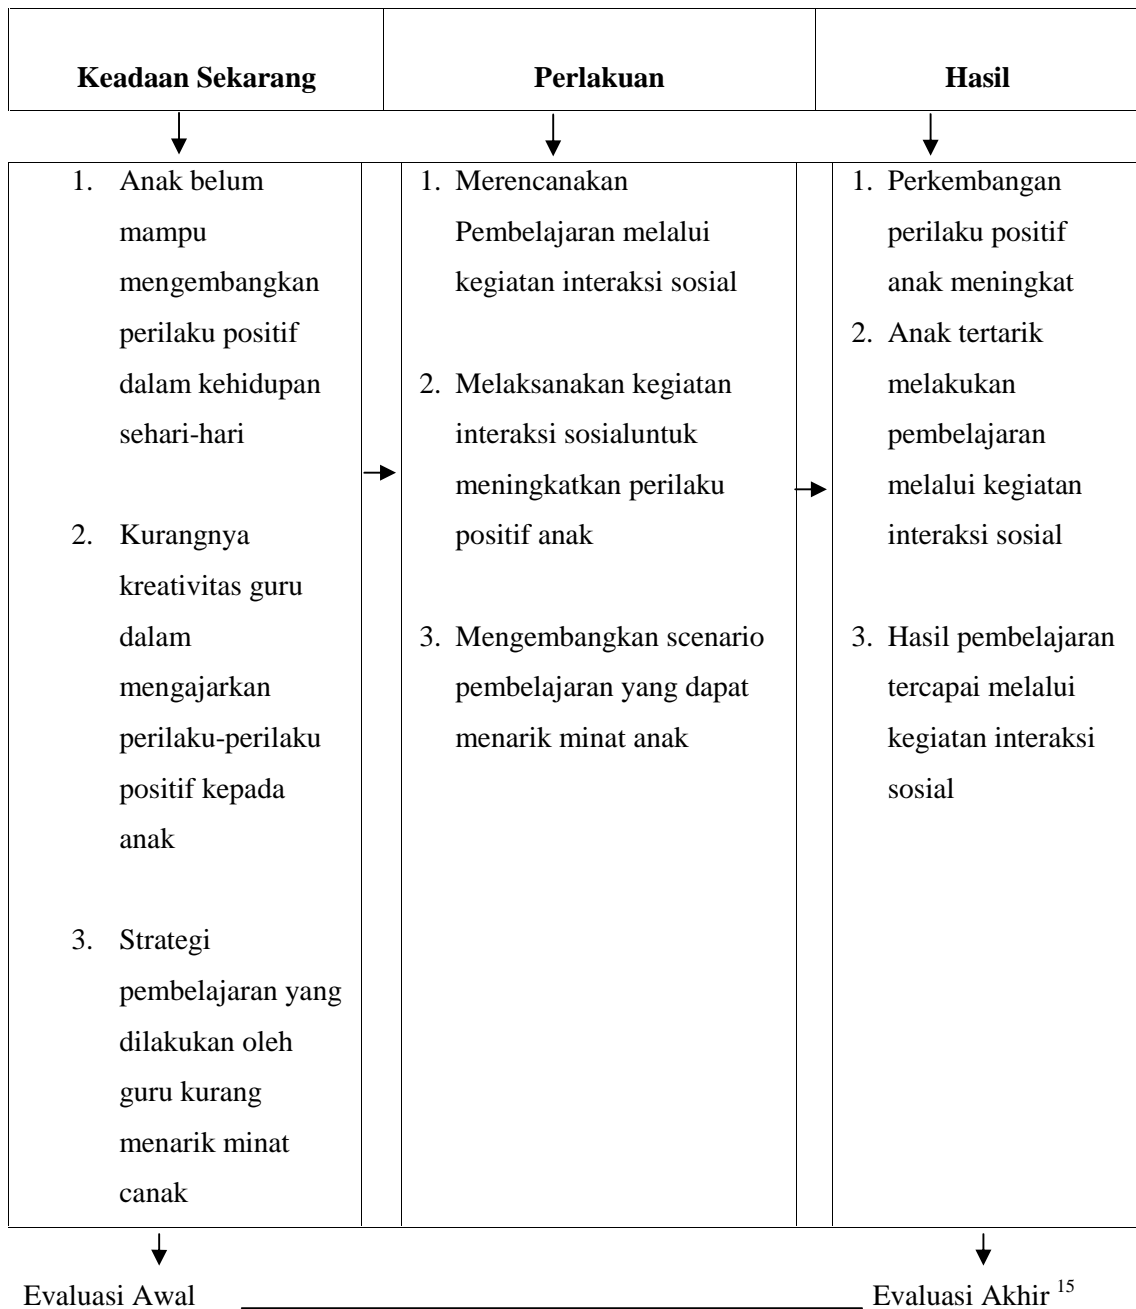 Keadaan Sekarang
Perlakuan
Hasil
1. Anak belum
mampu
mengembangkan
perilaku positif
dalam kehidupan
sehari-hari
2. Kurangnya
kreativitas guru
dalam
mengajarkan
perilaku-perilaku
positif kepada
anak
3. Strategi
pembelajaran yang
dilakukan oleh
guru kurang
menarik minat
canak
1. Merencanakan
Pembelajaran melalui
kegiatan interaksi sosial
2. Melaksanakan kegiatan
interaksi sosialuntuk
meningkatkan perilaku
positif anak
3. Mengembangkan scenario
pembelajaran yang dapat
menarik minat anak
1. Perkembangan
perilaku positif
anak meningkat
2. Anak tertarik
melakukan
pembelajaran
melalui kegiatan
interaksi sosial
3. Hasil pembelajaran
tercapai melalui
kegiatan interaksi
sosial
Evaluasi Awal
Evaluasi Akhir 15